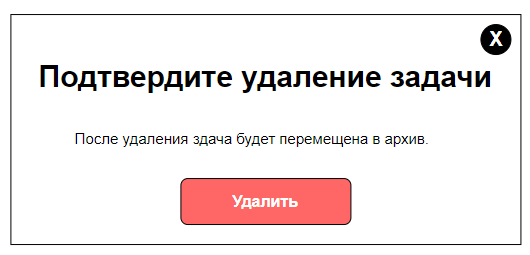 X
Подтвердите удаление задачи
После удаления здача будет перемещена в архив.
Удалить